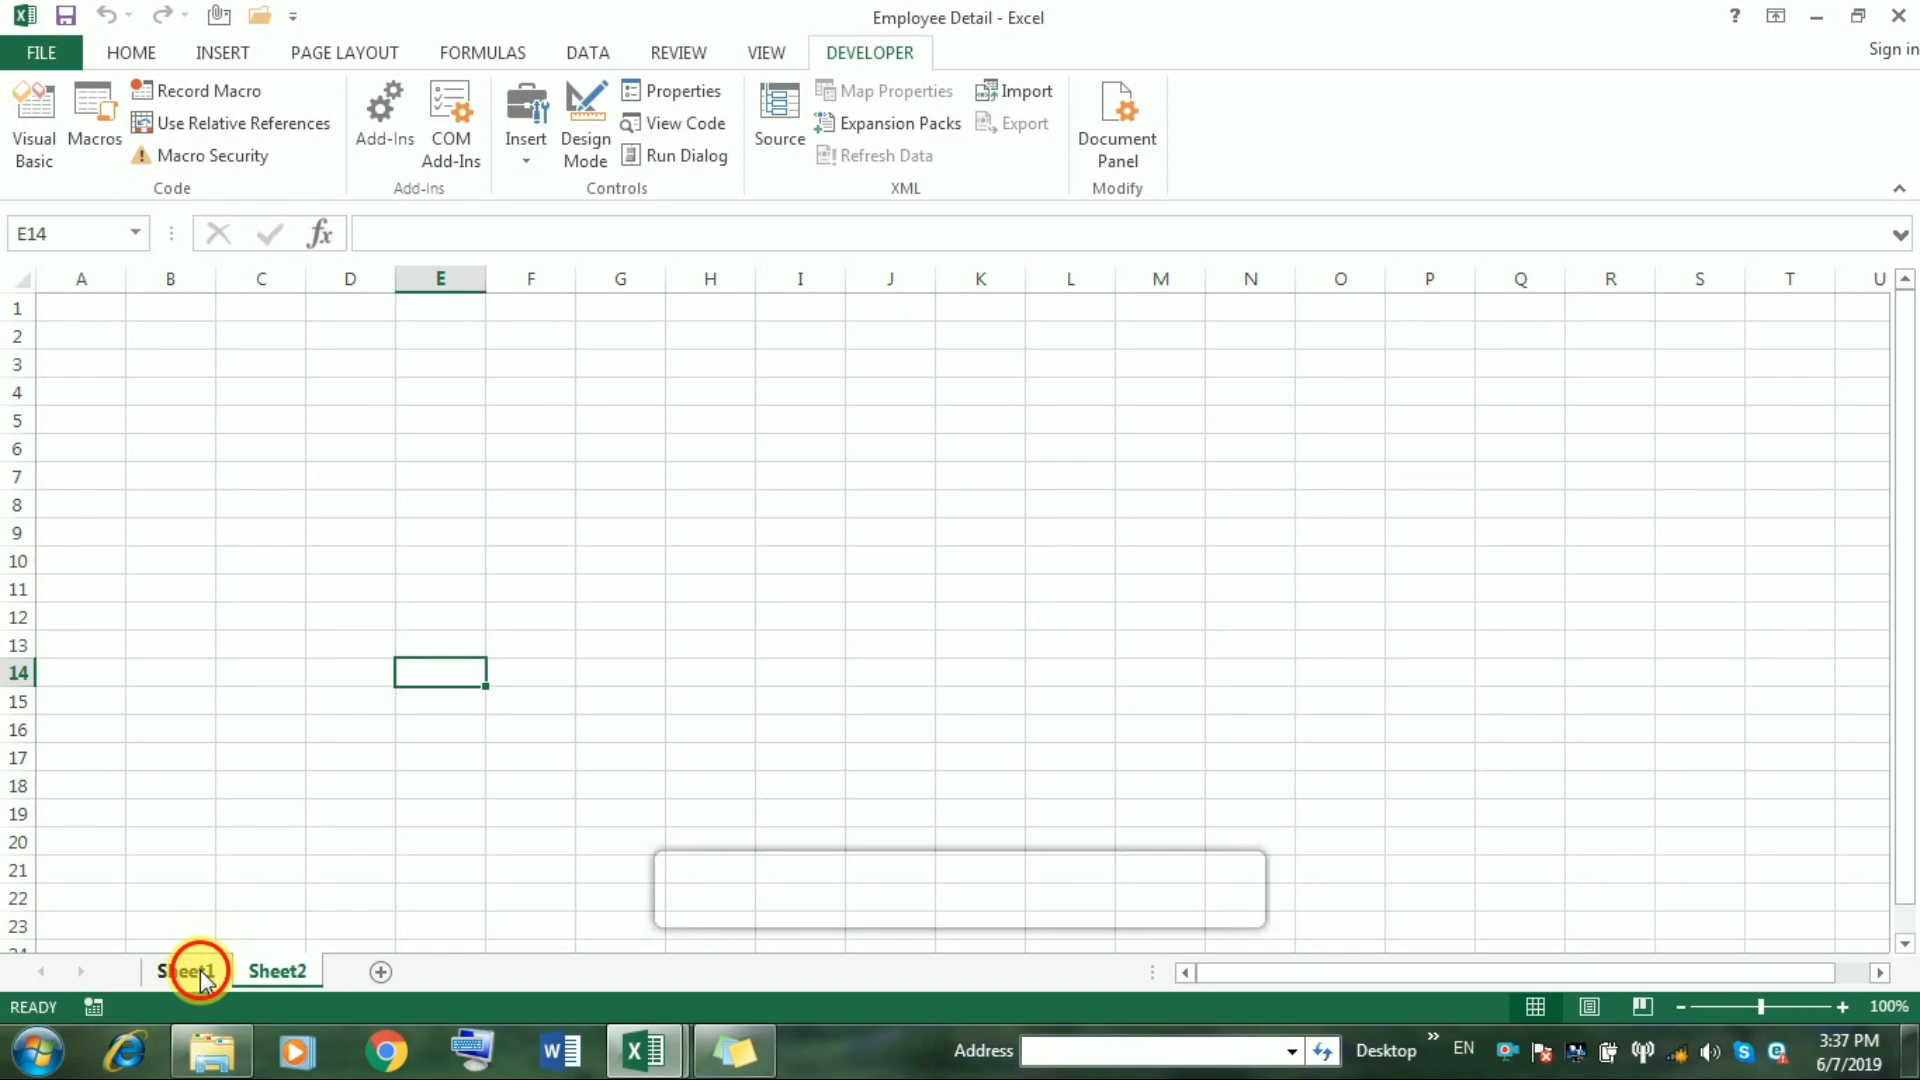 Employee Detail - Excel
?
FILE HOME INSERT PAGE LAYOUT FORMULAS DATA REVIEW VIEW DEVELOPER Sign in
Visual Basic
Macros
Record Macro
Use Relative References
Macro Security
Code
Add-Ins
COM Add-Ins
Add-Ins
Insert
Design Mode
Properties
View Code
Run Dialog
Controls
Source
Map Properties
Expansion Packs
Refresh Data
Import
Export
XML
Document Panel
Modify
E14
fx
A B C D E F G H I J K L M N O P Q R S T U
1
2
3
4
5
6
7
8
9
10
11
12
13
14
15
16
17
18
19
20
21
22
23
Sheet1 Sheet2
READY 100%
Address Desktop EN
3:37 PM
6/7/2019